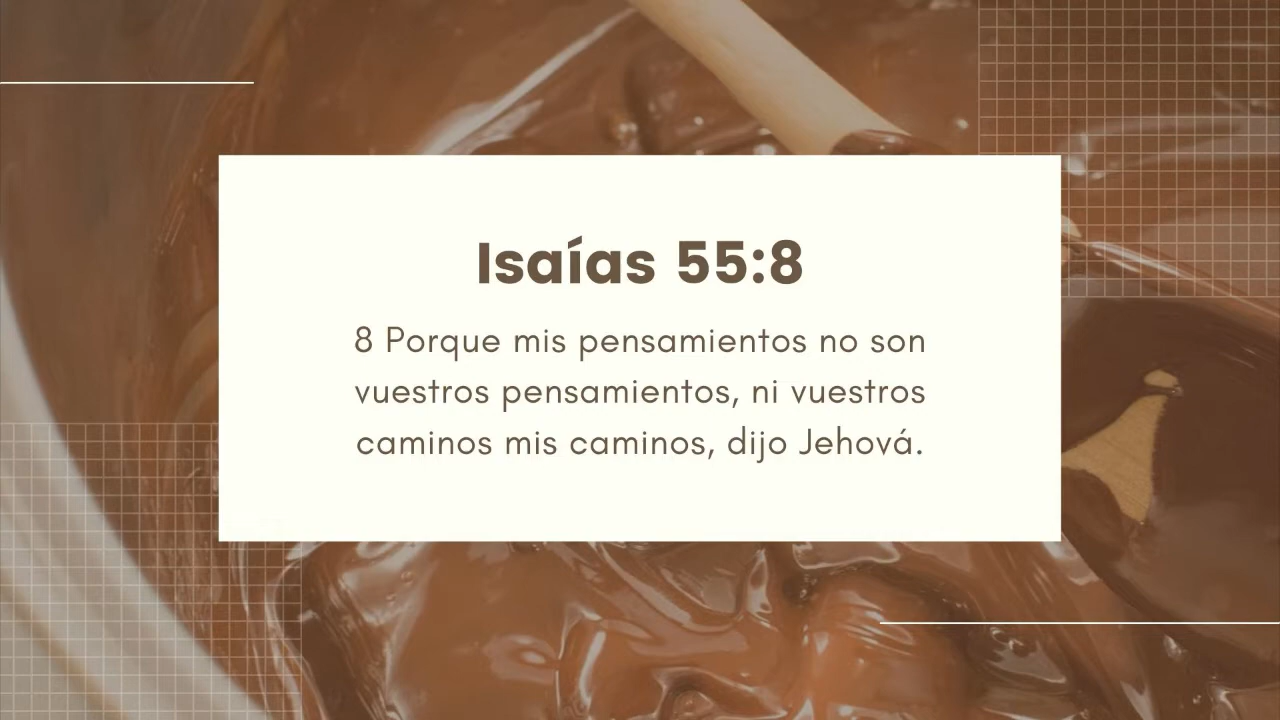 Isaías 55:8
8 Porque mis pensamientos no son
vuestros pensamientos, ni vuestros
caminos mis caminos, dijo Jehová.